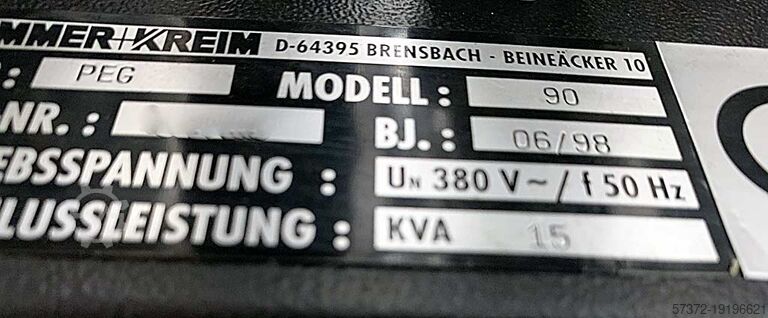 MMER+KREIM D-64395 BRENSBACH - BEINEÄCKER 10
: PEG MODELL : 90
NR. : BJ. : 06/98
EBSSPANNUNG : UN 380 V~ / f 50 Hz
LUSSLEISTUNG : KVA 15
57372-19196621